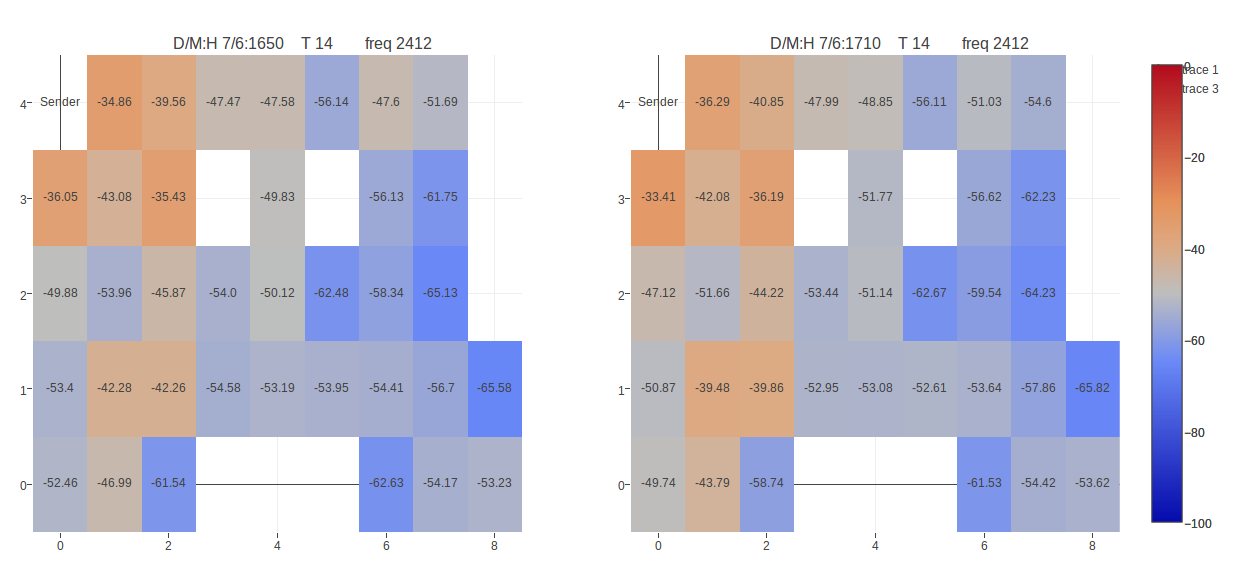 D/M:H 7/6:1650 T 14 freq 2412
4 Sender -34.86 -39.56 -47.47 -47.58 -56.14 -47.6 -51.69
3 -36.05 -43.08 -35.43 -49.83 -56.13 -61.75
2 -49.88 -53.96 -45.87 -54.0 -50.12 -62.48 -58.34 -65.13
1 -53.4 -42.28 -42.26 -54.58 -53.19 -53.95 -54.41 -56.7 -65.58
0 -52.46 -46.99 -61.54 -62.63 -54.17 -53.23
0 2 4 6 8
D/M:H 7/6:1710 T 14 freq 2412
4 Sender -36.29 -40.85 -47.99 -48.85 -56.11 -51.03 -54.6
3 -33.41 -42.08 -36.19 -51.77 -56.62 -62.23
2 -47.12 -51.66 -44.22 -53.44 -51.14 -62.67 -59.54 -64.23
1 -50.87 -39.48 -39.86 -52.95 -53.08 -52.61 -53.64 -57.86 -65.82
0 -49.74 -43.79 -58.74 -61.53 -54.42 -53.62
0 2 4 6 8
0
trace 1
trace 3
−20
−40
−60
−80
−100